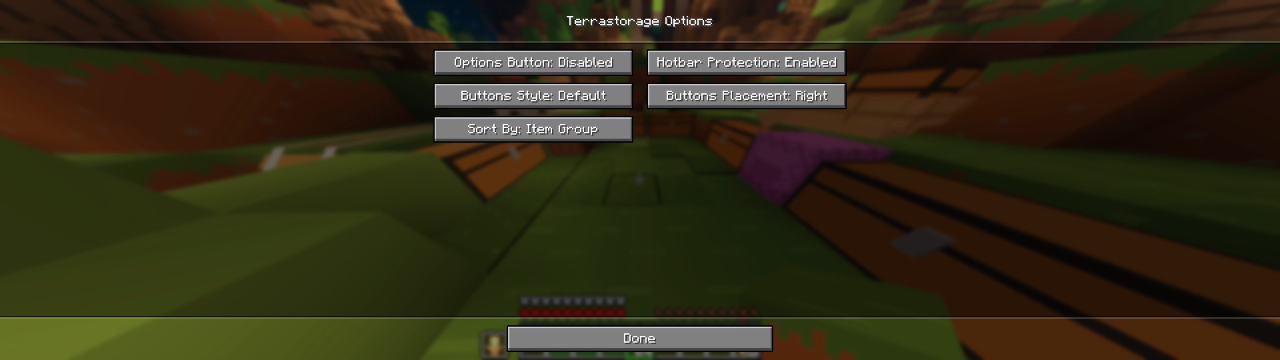 Terrastorage Options
Options Button: Disabled
Hotbar Protection: Enabled
Buttons Style: Default
Buttons Placement: Right
Sort By: Item Group
Done